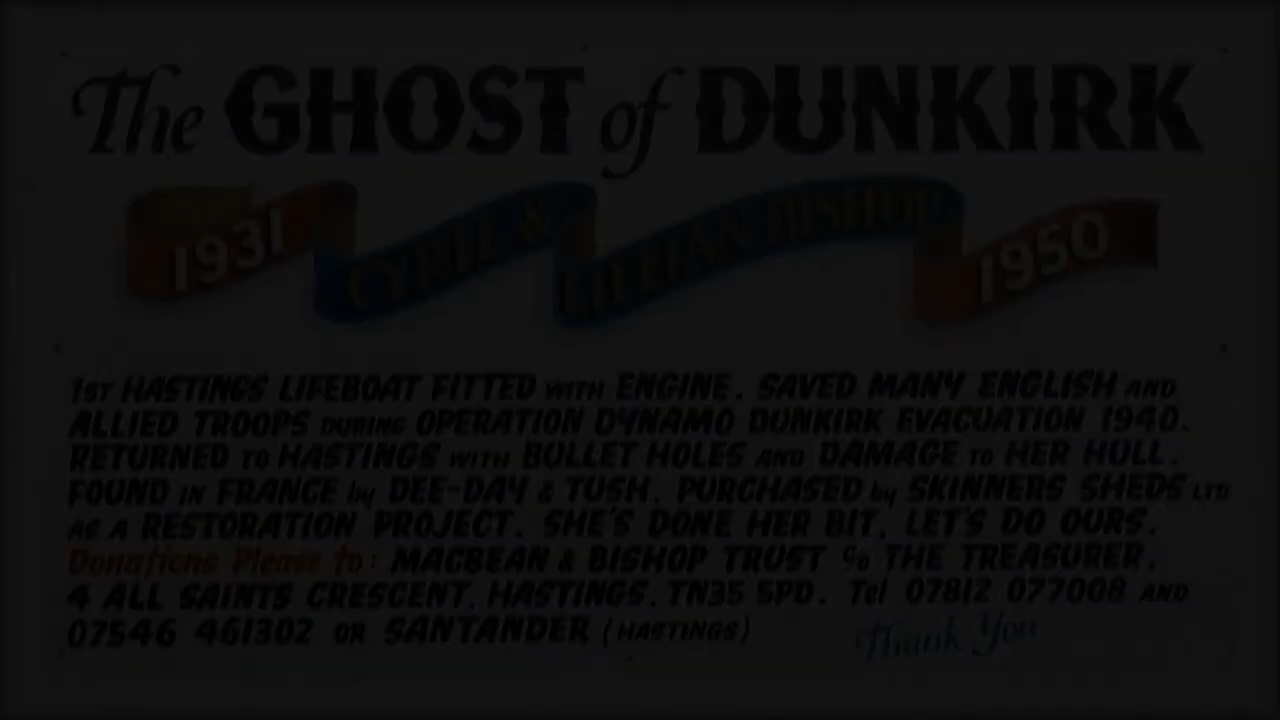 The GHOST of DUNKIRK
1931 CYRIL & LILLIAN BISHOP 1950
1ST HASTINGS LIFEBOAT FITTED WITH ENGINE. SAVED MANY ENGLISH AND
ALLIED TROOPS DURING OPERATION DYNAMO DUNKIRK EVACUATION 1940.
RETURNED TO HASTINGS WITH BULLET HOLES AND DAMAGE TO HER HULL.
FOUND IN FRANCE by DEE-DAY & TUSH. PURCHASED by SKINNERS SHEDS LTD
AS A RESTORATION PROJECT. SHE'S DONE HER BIT, LET'S DO OURS.
Donations Please to: MACBEAN & BISHOP TRUST c/o THE TREASURER,
4 ALL SAINTS CRESCENT, HASTINGS, TN35 5PD. Tel 07812 077008 AND
07546 461302 OR SANTANDER (HASTINGS)
Thank You